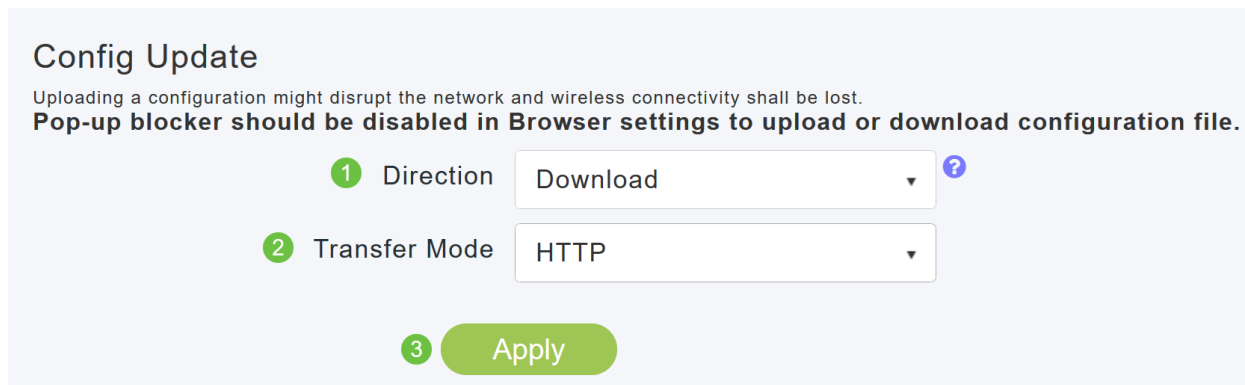 Config Update
Uploading a configuration might disrupt the network and wireless connectivity shall be lost.
Pop-up blocker should be disabled in Browser settings to upload or download configuration file.
1 Direction Download ?
2 Transfer Mode HTTP
3 Apply